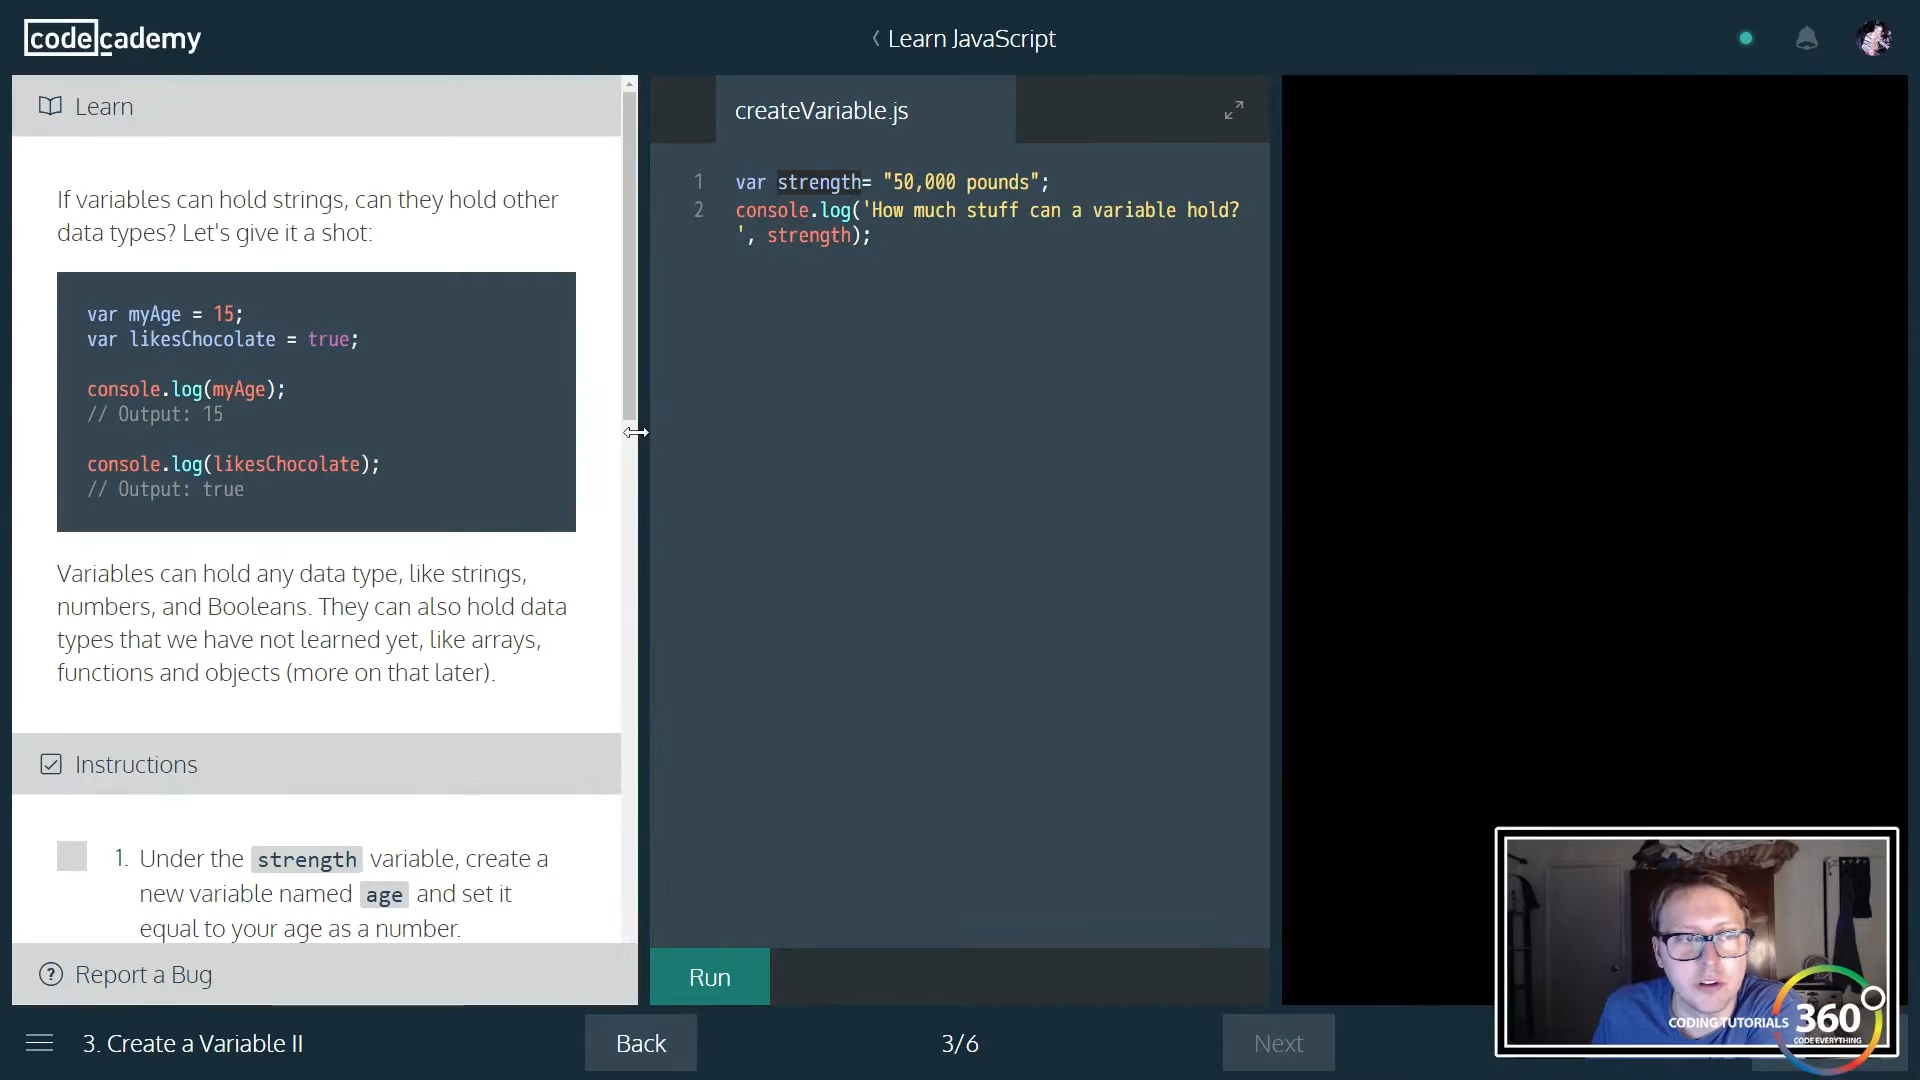 codecademy
Learn JavaScript
Learn
If variables can hold strings, can they hold other
data types? Let's give it a shot:
var myAge = 15;
var likesChocolate = true;
console.log(myAge);
// Output: 15
console.log(likesChocolate);
// Output: true
Variables can hold any data type, like strings,
numbers, and Booleans. They can also hold data
types that we have not learned yet, like arrays,
functions and objects (more on that later).
Instructions
1. Under the strength variable, create a
new variable named age and set it
equal to your age as a number.
Report a Bug
createVariable.js
1 var strength= "50,000 pounds";
2 console.log('How much stuff can a variable hold?
', strength);
Run
3. Create a Variable II
Back
3/6
Next
CODING TUTORIALS 360
CODE EVERYTHING